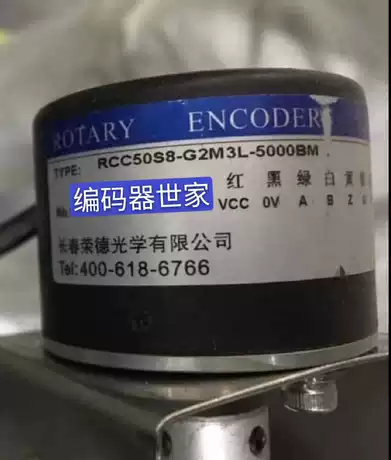 ROTARY ENCODER
TYPE: RCC50S8-G2M3L-5000BM
编码器世家
红 黑 绿 白 黄
VCC 0V A B Z
长春荣德光学有限公司
Tel:400-618-6766